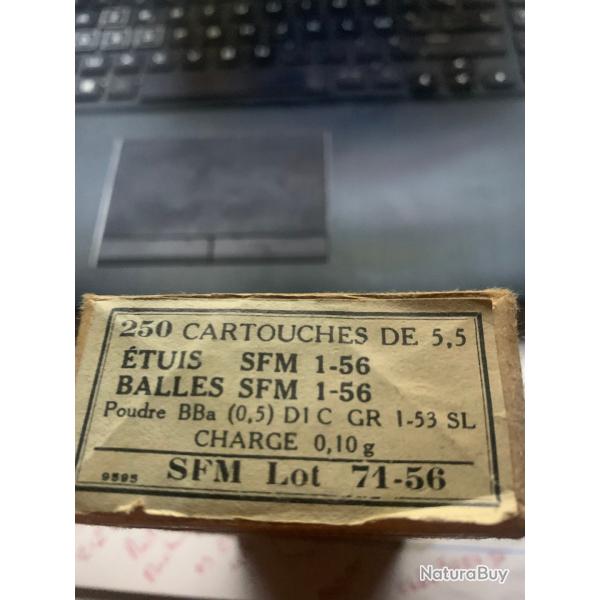 250 CARTOUCHES DE 5,5
ÉTUIS SFM 1-56
BALLES SFM 1-56
Poudre BBa (0,5) D1 C GR 1-53 SL
CHARGE 0,10 g
9595 SFM Lot 71-56
NaturaBuy